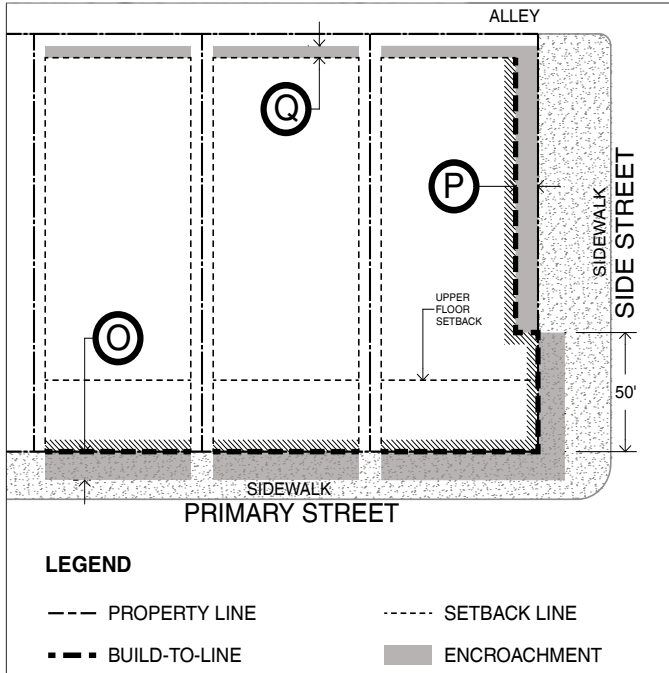 ALLEY
Q
P
SIDEWALK
SIDE STREET
UPPER
FLOOR
SETBACK
O
50'
SIDEWALK
PRIMARY STREET
LEGEND
PROPERTY LINE
SETBACK LINE
BUILD-TO-LINE
ENCROACHMENT